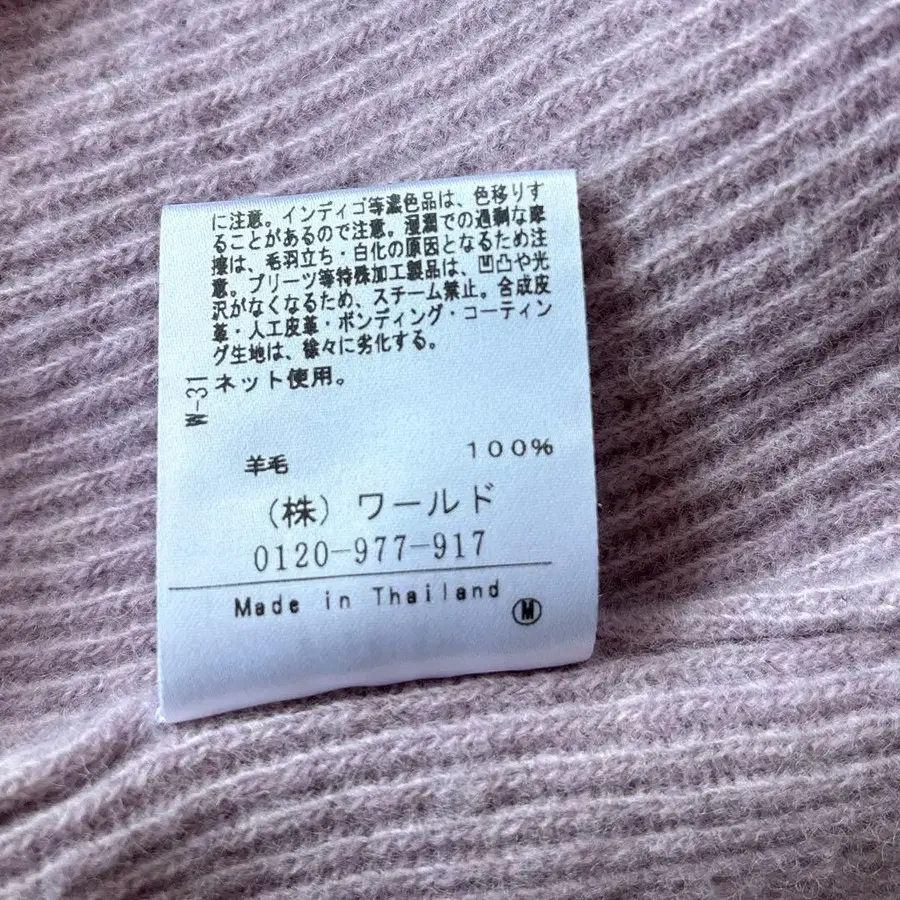 に注意。インディゴ等濃色品は、色移りす
ることがあるので注意。湿潤での過剰な摩
擦は、毛羽立ち・白化の原因となるため注
意。プリーツ等特殊加工製品は、凹凸や光
沢がなくなるため、スチーム禁止。合成皮
革・人工皮革・ボンディング・コーティン
グ生地は、徐々に劣化する。
ネット使用。
W-31
羊毛 100%
(株)ワールド
0120-977-917
Made in Thailand
Ⓜ